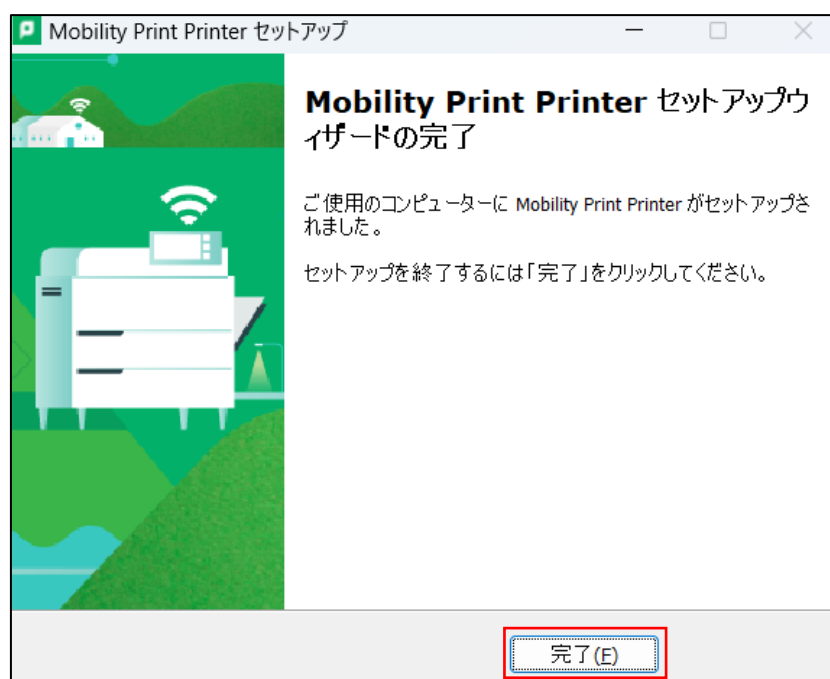 Mobility Print Printer セットアップ
Mobility Print Printer セットアップウ
ィザードの完了
ご使用のコンピューターに Mobility Print Printer がセットアップさ
れました。
セットアップを終了するには「完了」をクリックしてください。
完了(F)